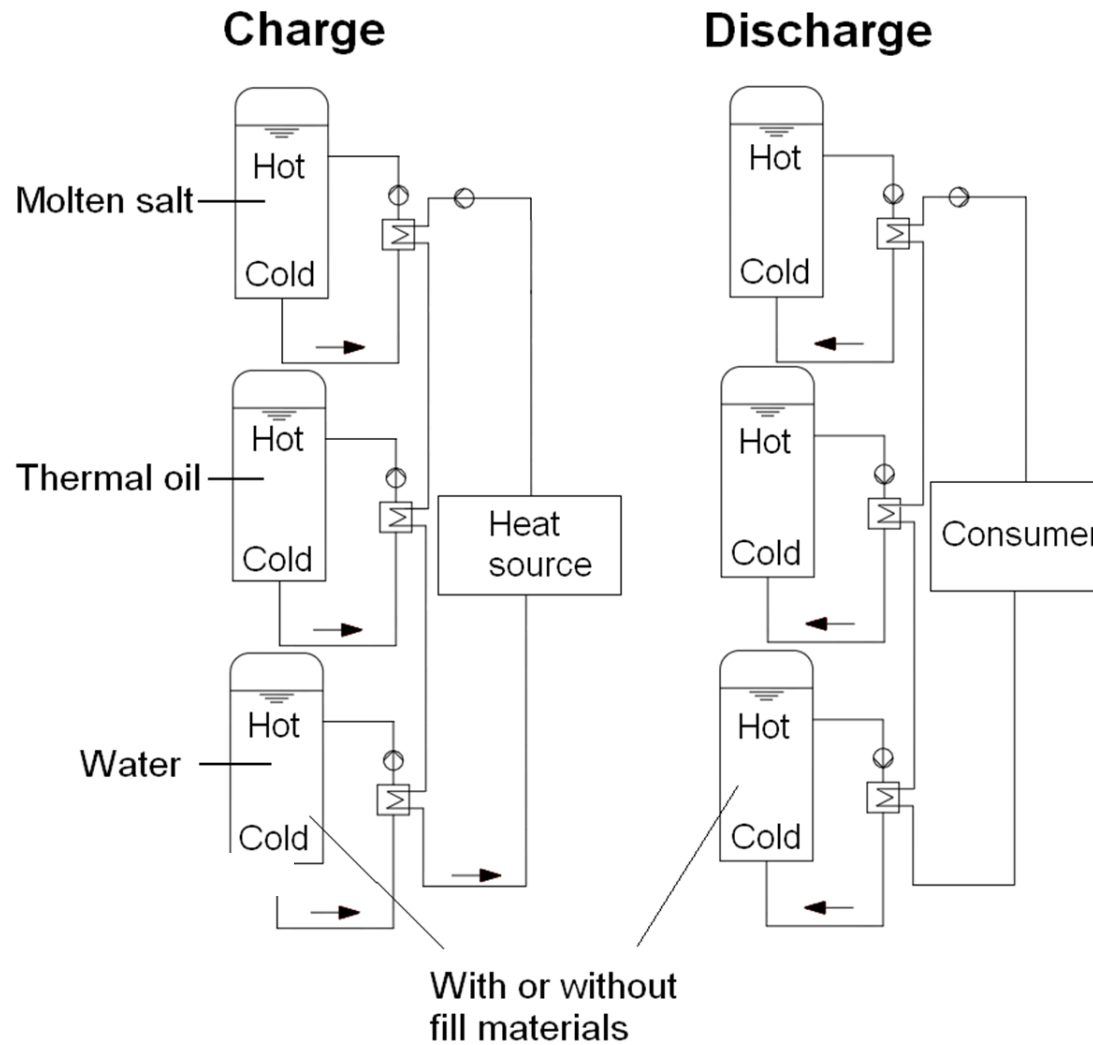 Charge
Discharge
Hot
Hot
Molten salt
Cold
Cold
Hot
Hot
Thermal oil
Heat
source
Consumer
Cold
Cold
Hot
Hot
Water
Cold
Cold
With or without
fill materials